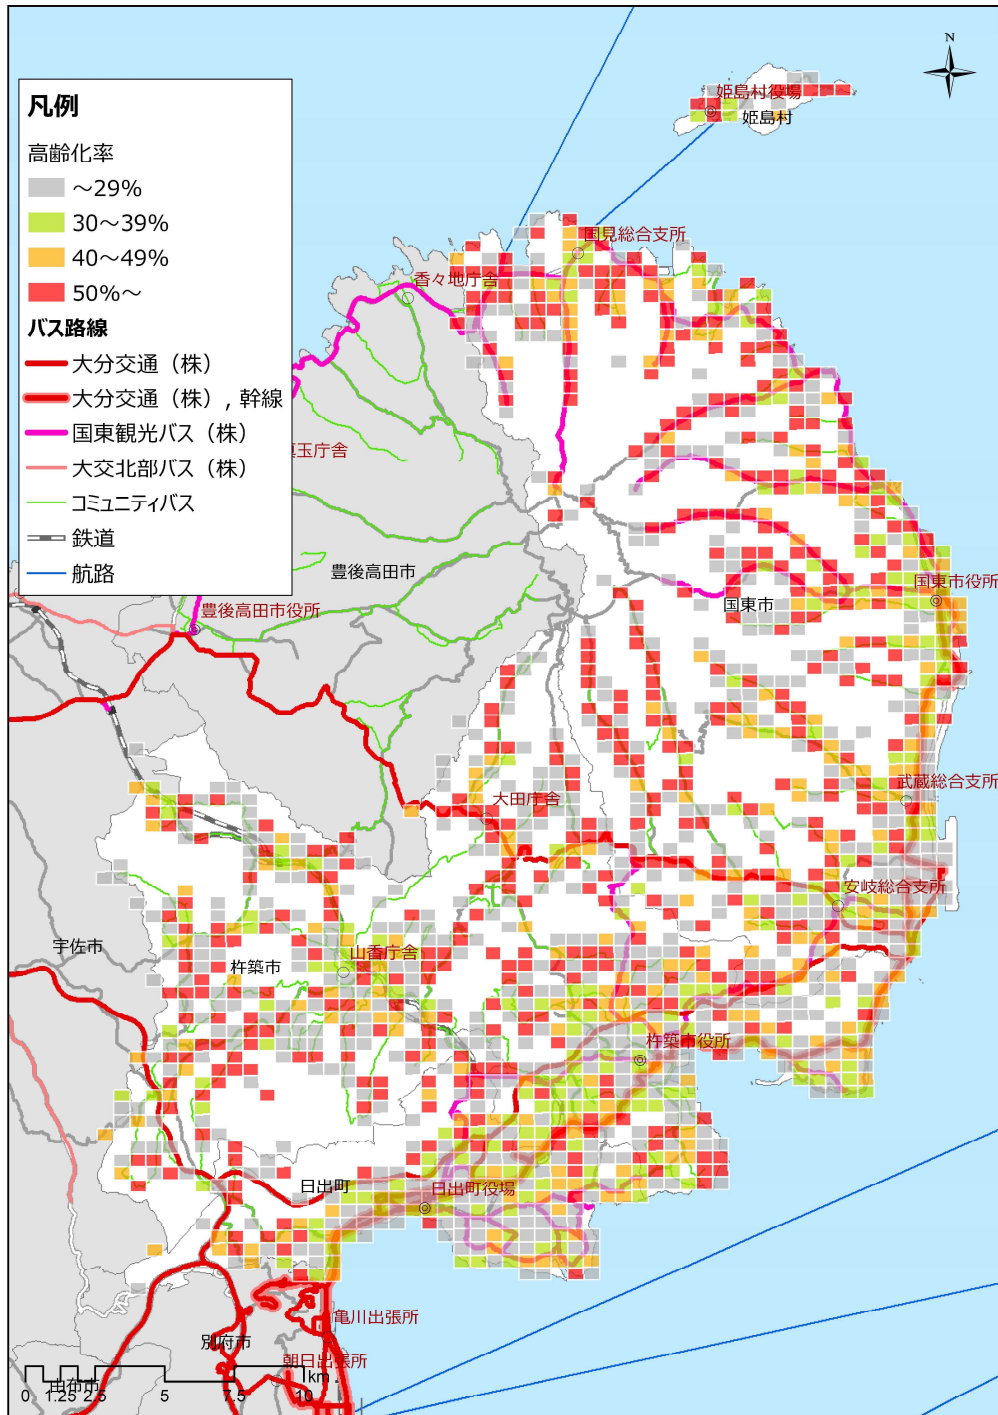 N
姫島村役場
姫島村
凡例
高齢化率
～29%
30～39%
40～49%
50%～
バス路線
大分交通（株）
大分交通（株）, 幹線
国東観光バス（株）
大交北部バス（株）
コミュニティバス
鉄道
航路
国見総合支所
香々地庁舎
玉庁舎
豊後高田市
豊後高田市役所
国東市役所
国東市
武蔵総合支所
大田庁舎
安岐総合支所
宇佐市
山香庁舎
杵築市
杵築市役所
日出町
日出町役場
亀川出張所
別府市
朝日出張所
由布市
km
0 1.25 2.5 5 7.5 10